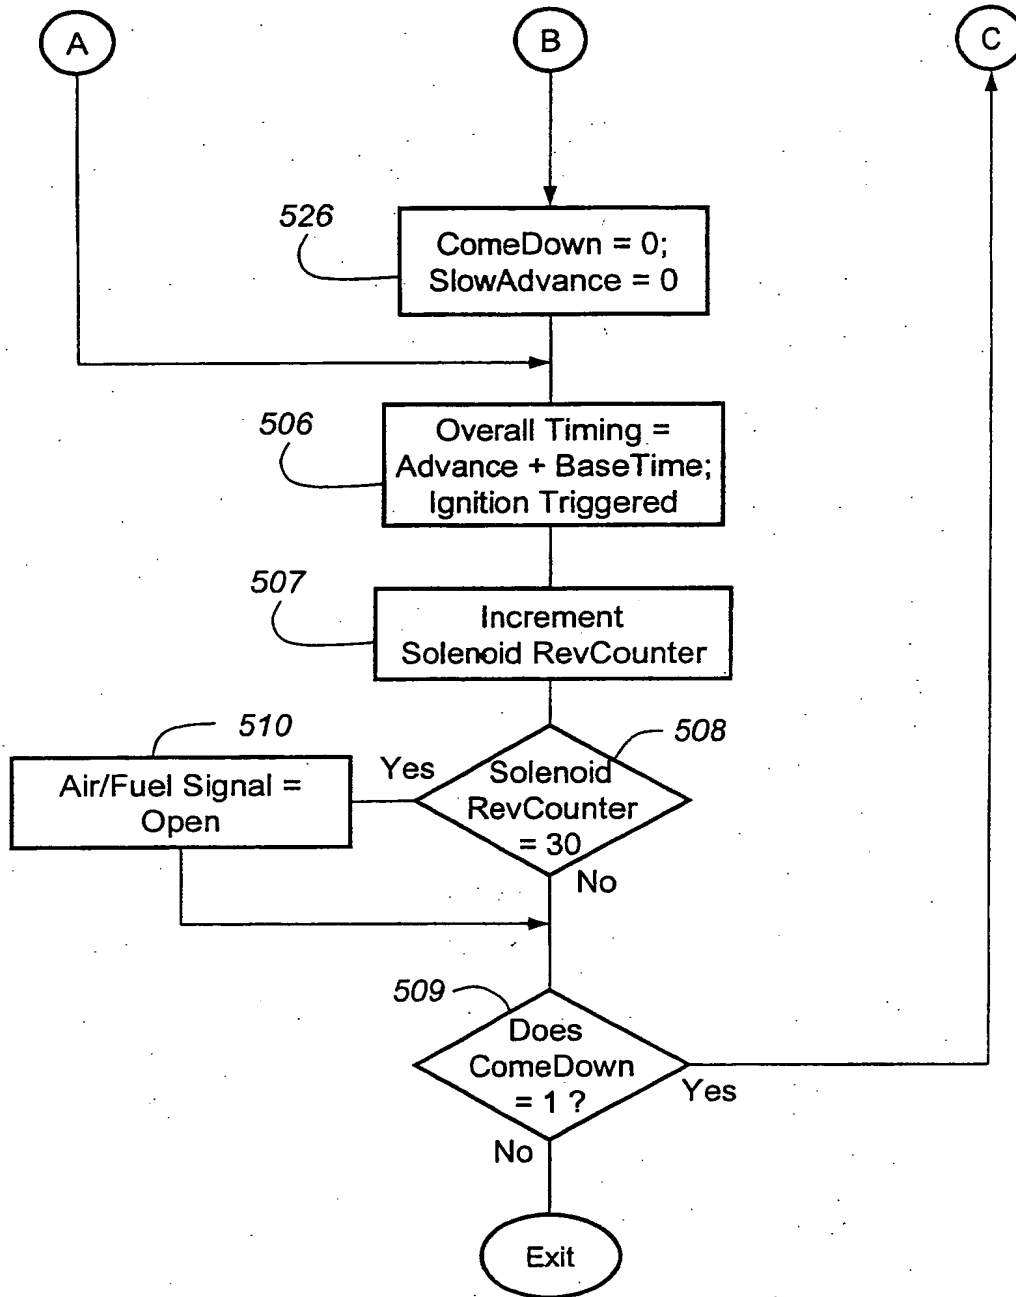 A
B
C
526
ComeDown = 0;
SlowAdvance = 0
506
Overall Timing =
Advance + BaseTime;
Ignition Triggered
507
Increment
Solenoid RevCounter
510
508
Air/Fuel Signal =
Open
Yes
Solenoid
RevCounter
= 30
No
509
Does
ComeDown
= 1 ?
Yes
No
Exit